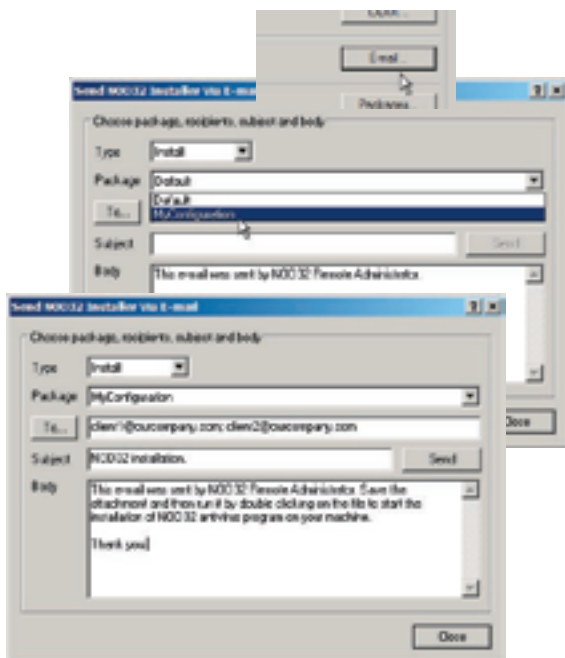 Open...
Email...
Packages...
Send NOD32 Installer via E-mail
Choose package, recipients, subject and body
Type Install
Package Default
Default
To... MyConfiguration
Subject Send
Body This e-mail was sent by NOD32 Remote Administrator.
Close
Send NOD32 Installer via E-mail
Choose package, recipients, subject and body
Type Install
Package MyConfiguration
To... client1@ourcompany.com; client2@ourcompany.com
Subject NOD32 installation. Send
Body This e-mail was sent by NOD32 Remote Administrator. Save the
attachment and then run it by double clicking on the file to start the
installation of NOD32 antivirus program on your machine.
Thank you
Close